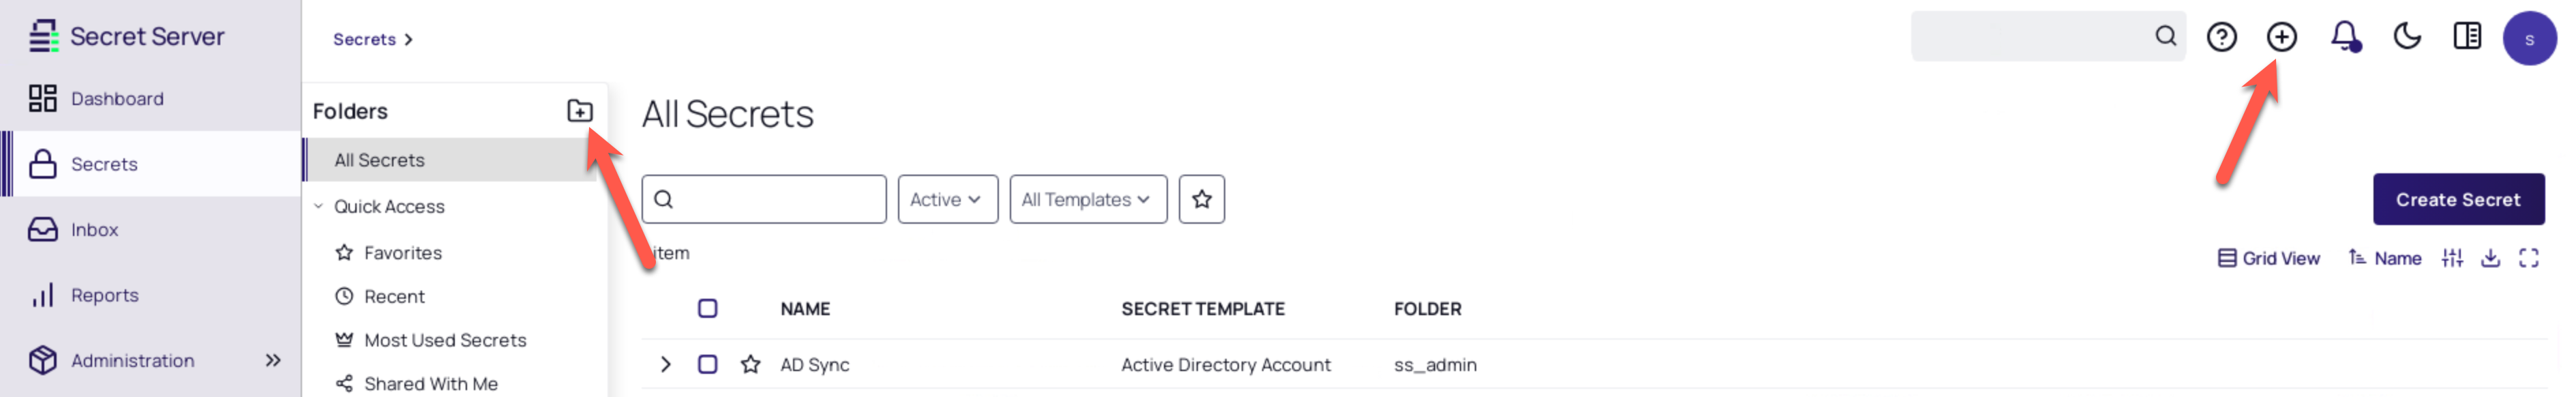 Secret Server
Dashboard
Secrets
Inbox
Reports
Administration
Secrets
Folders
All Secrets
Quick Access
Favorites
Recent
Most Used Secrets
Shared With Me
s
All Secrets
Active
All Templates
Create Secret
item
Grid View
Name
NAME SECRET TEMPLATE FOLDER
AD Sync Active Directory Account ss_admin